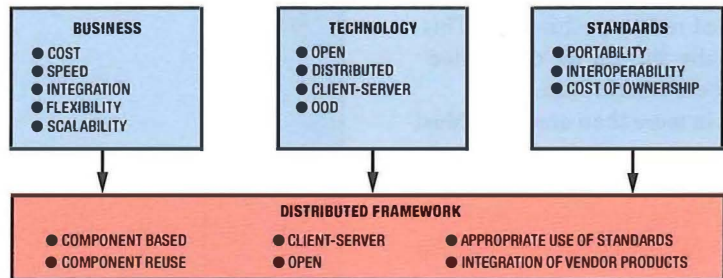 BUSINESS
● COST
● SPEED
● INTEGRATION
● FLEXIBILITY
● SCALABILITY
TECHNOLOGY
● OPEN
● DISTRIBUTED
● CLIENT-SERVER
● OOD
STANDARDS
● PORTABILITY
● INTEROPERABILITY
● COST OF OWNERSHIP
DISTRIBUTED FRAMEWORK
● COMPONENT BASED ● CLIENT-SERVER ● APPROPRIATE USE OF STANDARDS
● COMPONENT REUSE ● OPEN ● INTEGRATION OF VENDOR PRODUCTS